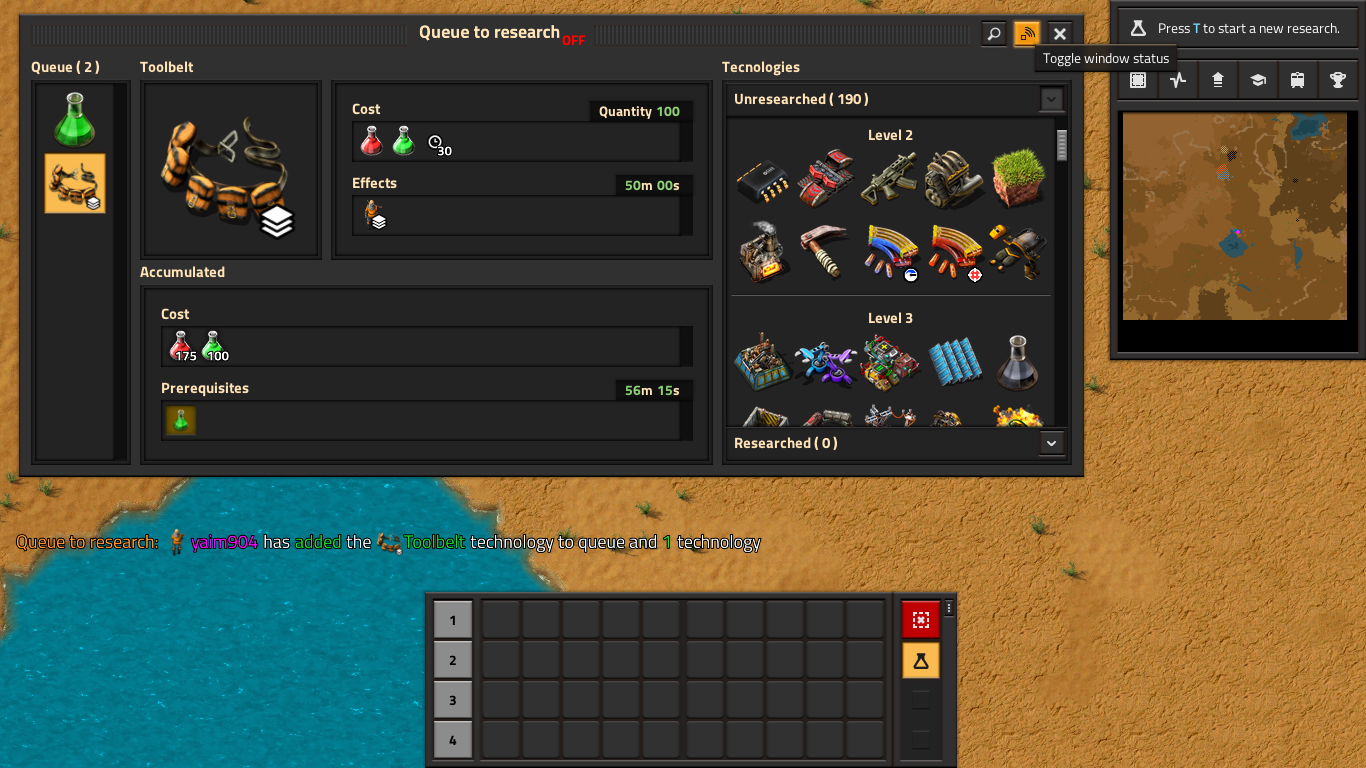 Queue to research OFF
Press T to start a new research.
Toggle window status
Queue ( 2 )
Toolbelt
Tecnologies
Cost
Quantity 100
30
Effects
50m 00s
Unresearched ( 190 )
Level 2
Level 3
Accumulated
Cost
175
100
Prerequisites
56m 15s
Researched ( 0 )
Queue to research: yaim904 has added the Toolbelt technology to queue and 1 technology
1
2
3
4